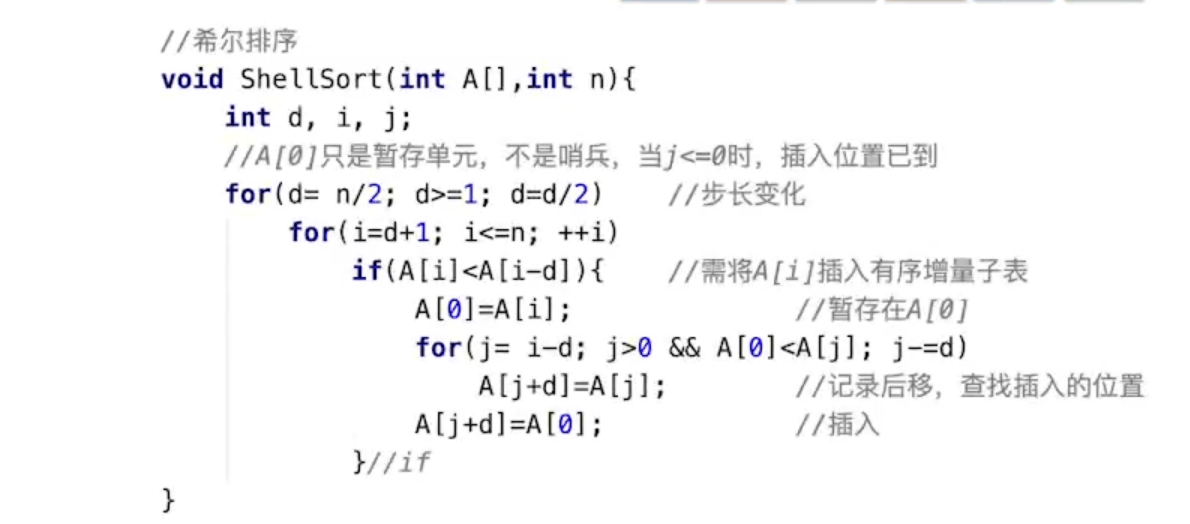 //希尔排序
void ShellSort(int A[],int n){
    int d, i, j;
    //A[0]只是暂存单元，不是哨兵，当j<=0时，插入位置已到
    for(d= n/2; d>=1; d=d/2)    //步长变化
        for(i=d+1; i<=n; ++i)
            if(A[i]<A[i-d]){    //需将A[i]插入有序增量子表
                A[0]=A[i];              //暂存在A[0]
                for(j= i-d; j>0 && A[0]<A[j]; j-=d)
                    A[j+d]=A[j];        //记录后移，查找插入的位置
                A[j+d]=A[0];            //插入
            }//if
}